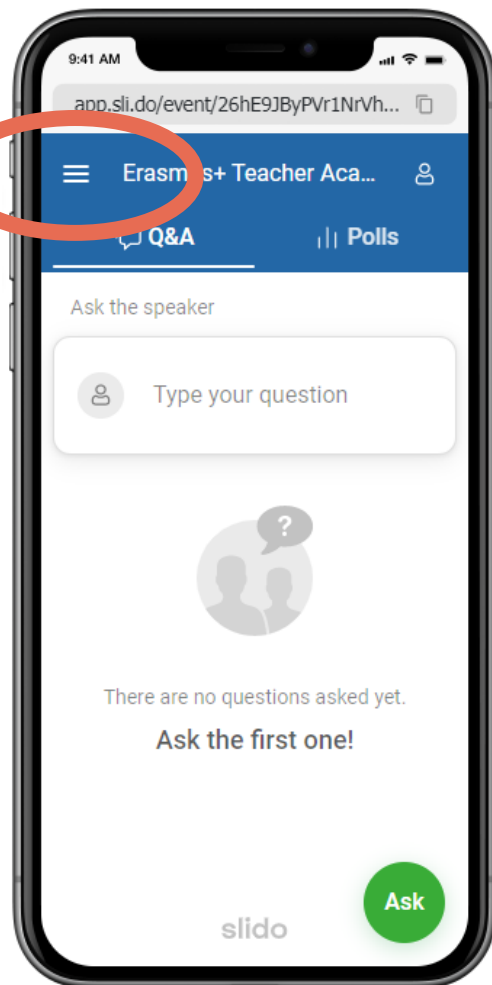 9:41 AM
app.sli.do/event/26hE9JByPVr1NrVh...
Erasmus+ Teacher Aca...
Q&A
Polls
Ask the speaker
Type your question
?
There are no questions asked yet.
Ask the first one!
Ask
slido